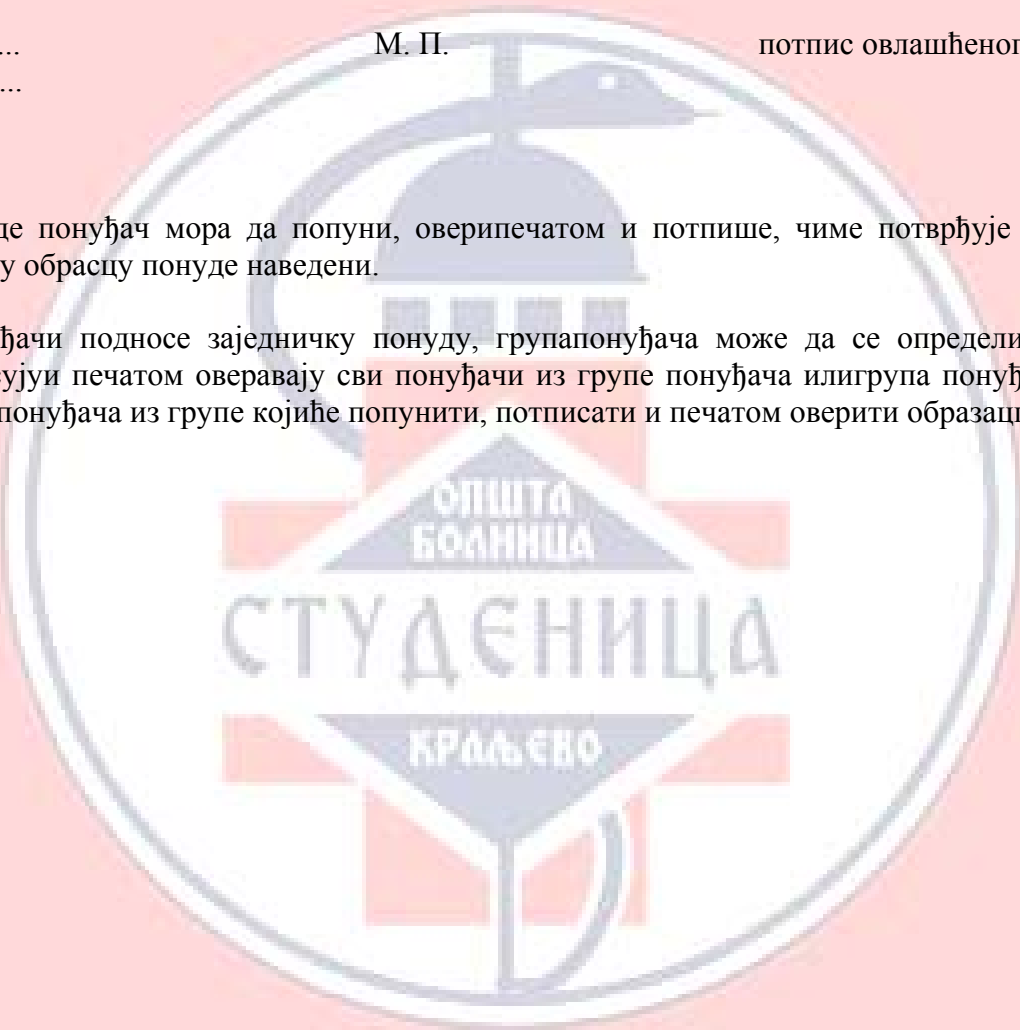 ... М. П. потпис овлашћеног
...
де понуђач мора да попуни, оверипечатом и потпише, чиме потврђује
у обрасцу понуде наведени.
ђачи подносе заједничку понуду, групапонуђача може да се определи
ујуи печатом оверавају сви понуђачи из групе понуђача илигрупа понуђ
понуђача из групе којиће попунити, потписати и печатом оверити образац
ОПШТА
БОЛНИЦА
СТУДЕНИЦА
КРАЉЕВО